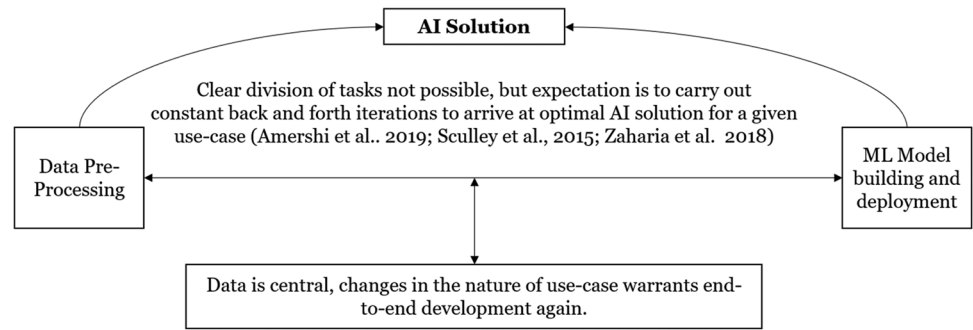 AI Solution
Clear division of tasks not possible, but expectation is to carry out
constant back and forth iterations to arrive at optimal AI solution for a given
use-case (Amershi et al.. 2019; Sculley et al., 2015; Zaharia et al.  2018)
Data Pre-
Processing
ML Model
building and
deployment
Data is central, changes in the nature of use-case warrants end-
to-end development again.